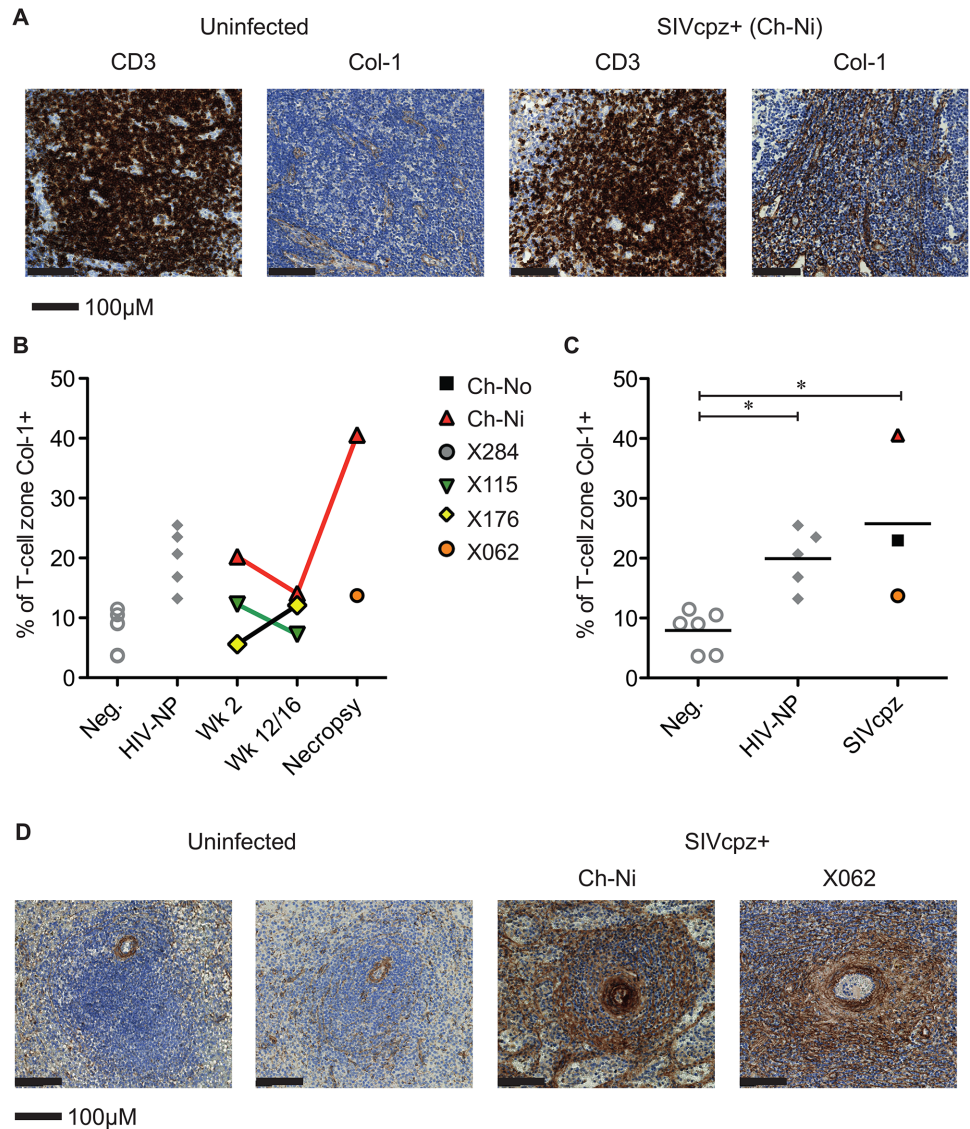 A
Uninfected
SIVcpz+ (Ch-Ni)
CD3
Col-1
CD3
Col-1
100µM
B
% of T-cell zone Col-1+
50
40
30
20
10
0
Neg.
HIV-NP
Wk 2
Wk 12/16
Necropsy
Ch-No
Ch-Ni
X284
X115
X176
X062
C
% of T-cell zone Col-1+
50
40
30
20
10
0
*
*
Neg.
HIV-NP
SIVcpz
D
Uninfected
SIVcpz+
Ch-Ni
X062
100µM